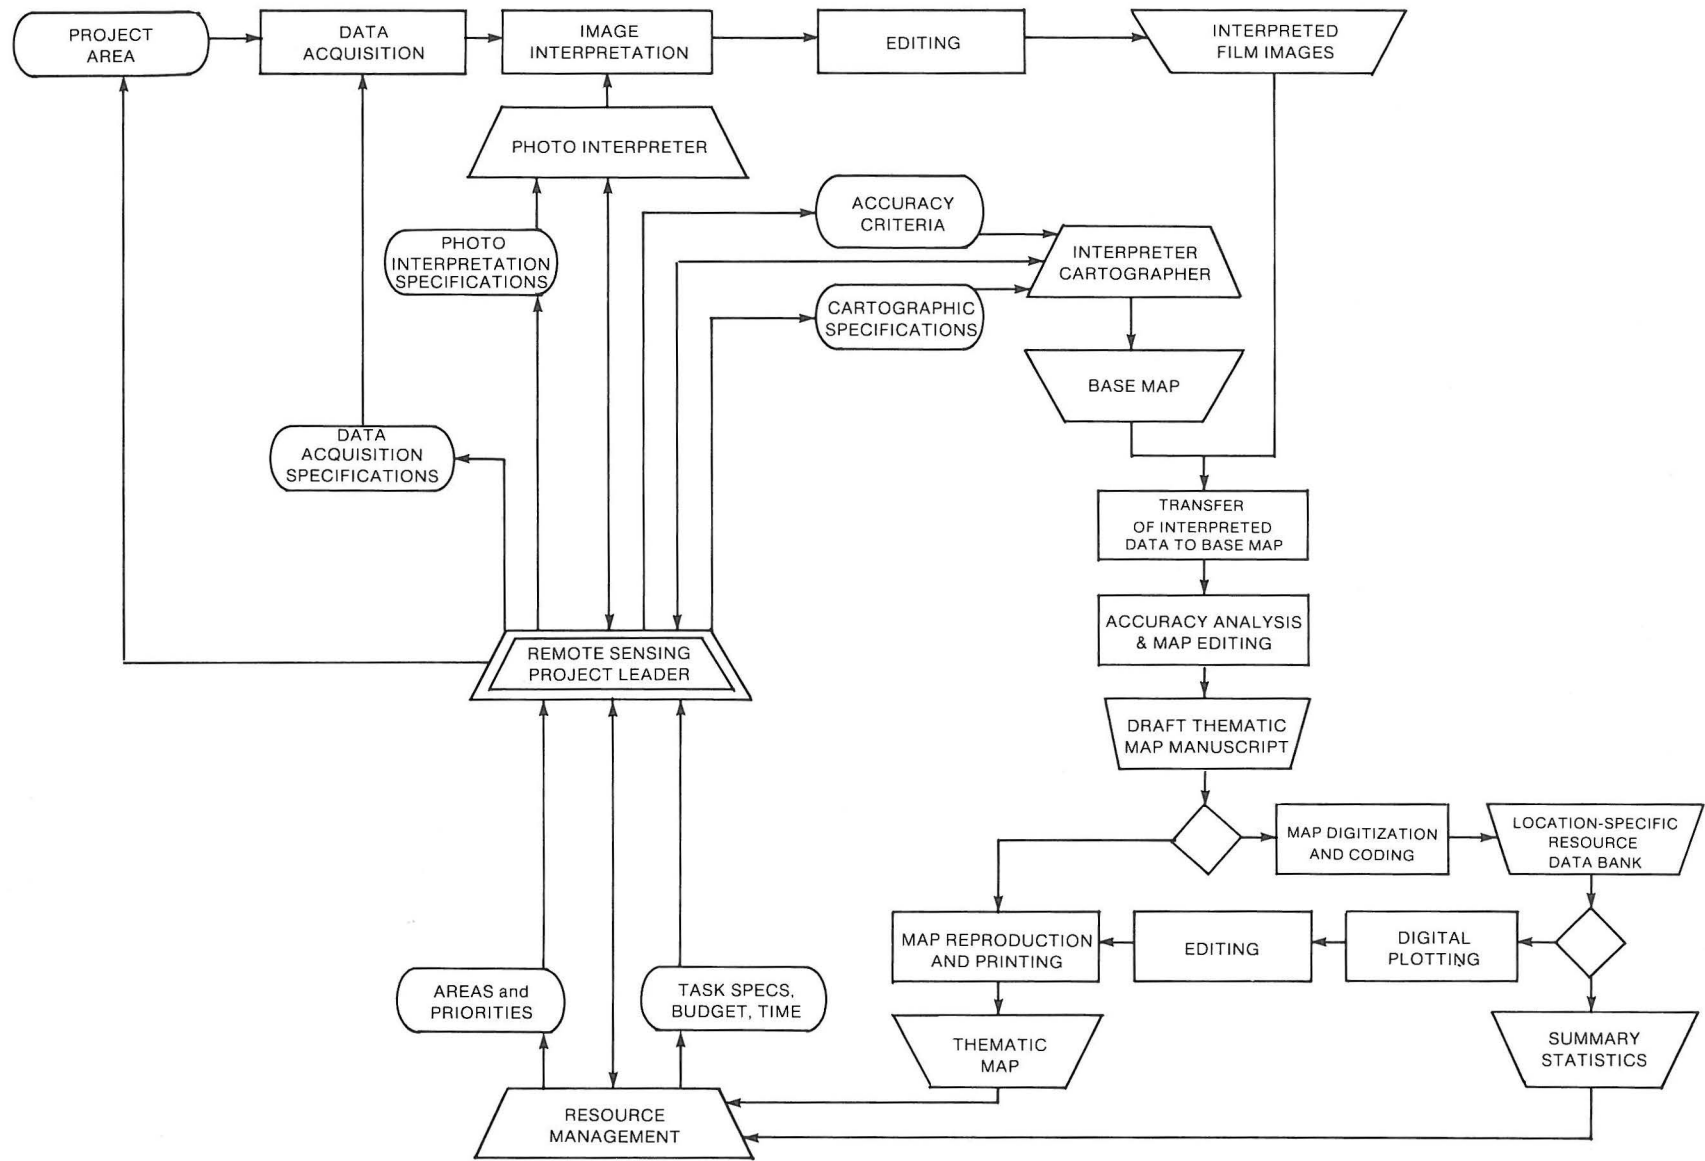 PROJECT
AREA
DATA
ACQUISITION
IMAGE
INTERPRETATION
EDITING
INTERPRETED
FILM IMAGES
PHOTO INTERPRETER
ACCURACY
CRITERIA
PHOTO
INTERPRETATION
SPECIFICATIONS
INTERPRETER
CARTOGRAPHER
CARTOGRAPHIC
SPECIFICATIONS
BASE MAP
DATA
ACQUISITION
SPECIFICATIONS
TRANSFER
OF INTERPRETED
DATA TO BASE MAP
ACCURACY ANALYSIS
& MAP EDITING
REMOTE SENSING
PROJECT LEADER
DRAFT THEMATIC
MAP MANUSCRIPT
MAP DIGITIZATION
AND CODING
LOCATION-SPECIFIC
RESOURCE
DATA BANK
MAP REPRODUCTION
AND PRINTING
EDITING
DIGITAL
PLOTTING
AREAS and
PRIORITIES
TASK SPECS,
BUDGET, TIME
THEMATIC
MAP
SUMMARY
STATISTICS
RESOURCE
MANAGEMENT